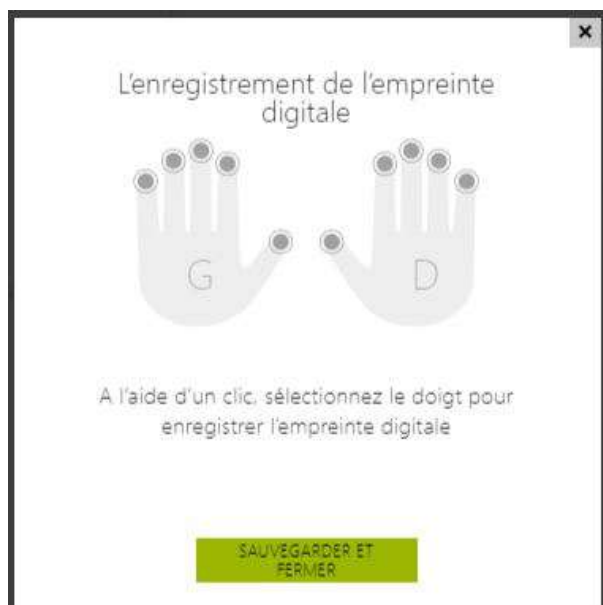 L'enregistrement de l'empreinte
digitale
G
D
A l'aide d'un clic, sélectionnez le doigt pour
enregistrer l'empreinte digitale
SAUVEGARDER ET
FERMER